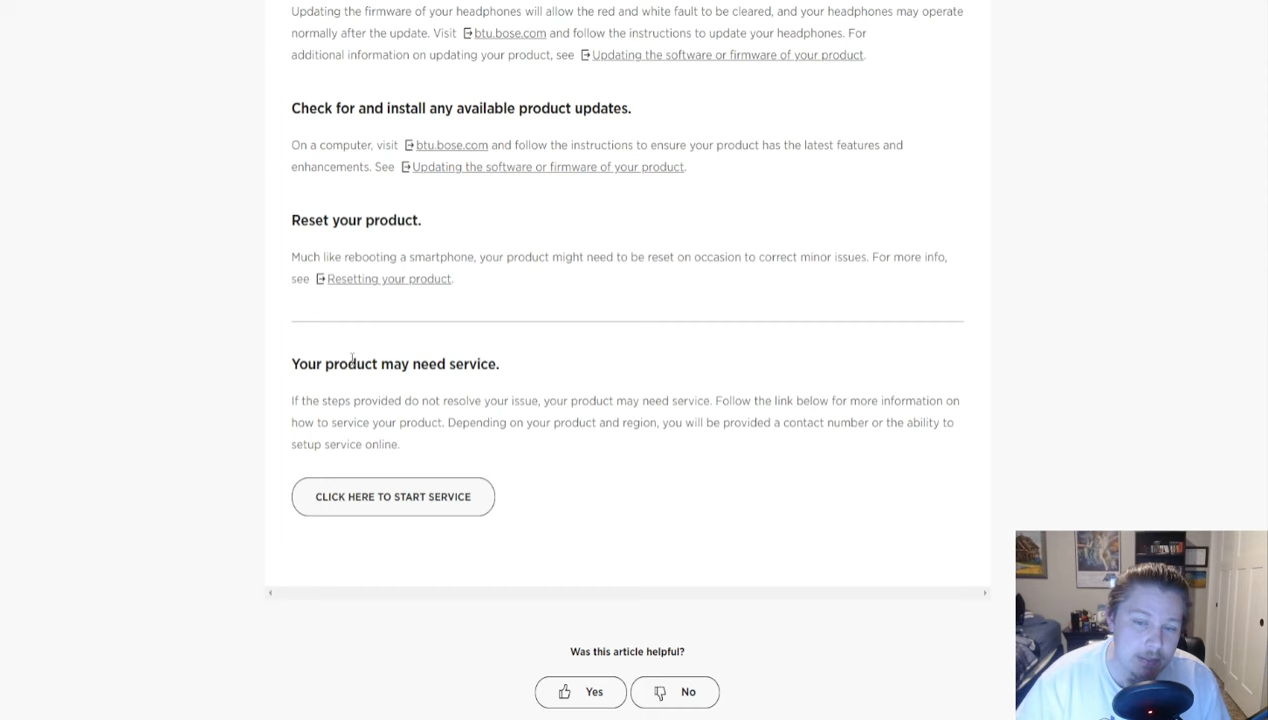 Updating the firmware of your headphones will allow the red and white fault to be cleared, and your headphones may operate
normally after the update. Visit btu.bose.com and follow the instructions to update your headphones. For
additional information on updating your product, see Updating the software or firmware of your product.
Check for and install any available product updates.
On a computer, visit btu.bose.com and follow the instructions to ensure your product has the latest features and
enhancements. See Updating the software or firmware of your product.
Reset your product.
Much like rebooting a smartphone, your product might need to be reset on occasion to correct minor issues. For more info,
see Resetting your product.
Your product may need service.
If the steps provided do not resolve your issue, your product may need service. Follow the link below for more information on
how to service your product. Depending on your product and region, you will be provided a contact number or the ability to
setup service online.
CLICK HERE TO START SERVICE
Was this article helpful?
Yes No